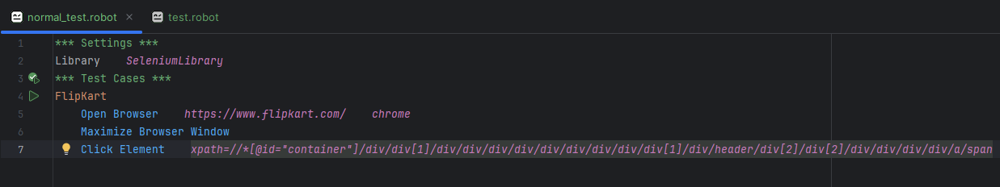 normal_test.robot × test.robot
1 *** Settings ***
2 Library    SeleniumLibrary
3 *** Test Cases ***
4 FlipKart
5     Open Browser    https://www.flipkart.com/    chrome
6     Maximize Browser Window
7     Click Element    xpath=//*[@id="container"]/div/div[1]/div/div/div/div/div/div/div/div[1]/div/header/div[2]/div[2]/div/div/div/div/a/span